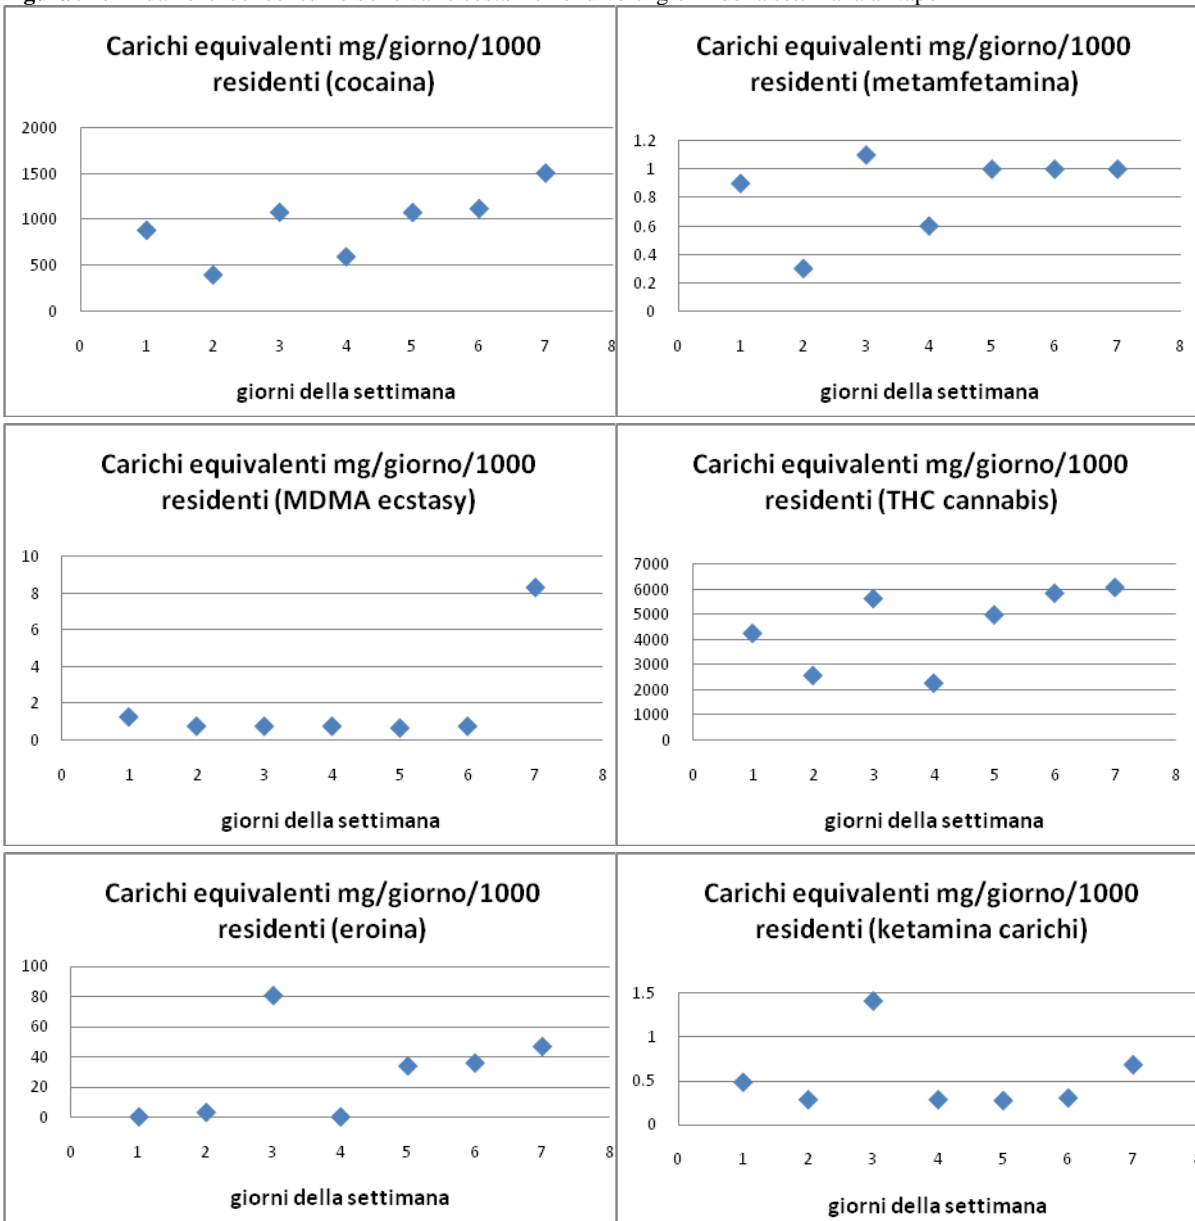 Carichi equivalenti mg/giorno/1000
residenti (cocaina)
2000
1500
1000
500
0
0 1 2 3 4 5 6 7 8
giorni della settimana
Carichi equivalenti mg/giorno/1000
residenti (metamfetamina)
1.2
1
0.8
0.6
0.4
0.2
0
0 1 2 3 4 5 6 7 8
giorni della settimana
Carichi equivalenti mg/giorno/1000
residenti (MDMA ecstasy)
10
8
6
4
2
0
0 1 2 3 4 5 6 7 8
giorni della settimana
Carichi equivalenti mg/giorno/1000
residenti (THC cannabis)
7000
6000
5000
4000
3000
2000
1000
0
0 1 2 3 4 5 6 7 8
giorni della settimana
Carichi equivalenti mg/giorno/1000
residenti (eroina)
100
80
60
40
20
0
0 1 2 3 4 5 6 7 8
giorni della settimana
Carichi equivalenti mg/giorno/1000
residenti (ketamina carichi)
1.5
1
0.5
0
0 1 2 3 4 5 6 7 8
giorni della settimana